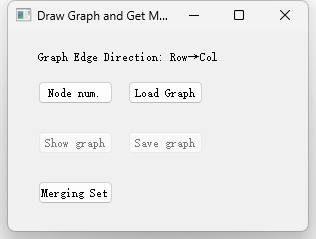 Draw Graph and Get M...
Graph Edge Direction: Row→Col
Node num. Load Graph
Show graph Save graph
Merging Set